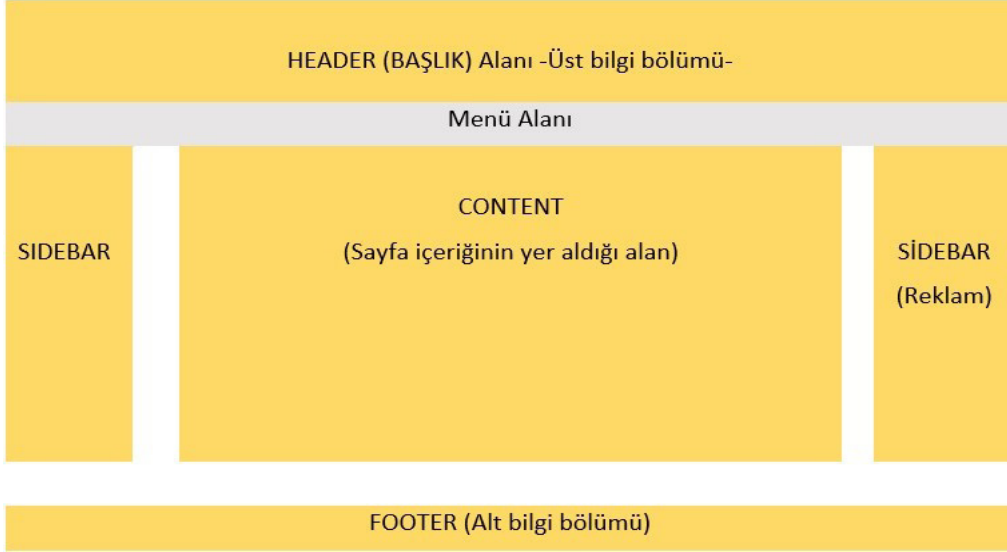 HEADER (BAŞLIK) Alanı -Üst bilgi bölümü-
Menü Alanı
SIDEBAR
CONTENT
(Sayfa içeriğinin yer aldığı alan)
SİDEBAR
(Reklam)
FOOTER (Alt bilgi bölümü)